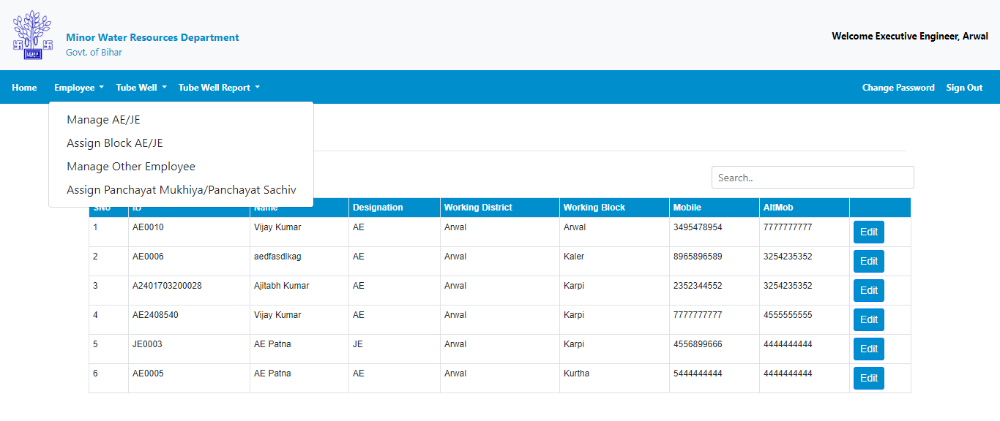 Minor Water Resources Department
Govt. of Bihar
Welcome Executive Engineer, Arwal
Home Employee Tube Well Tube Well Report Change Password Sign Out
Manage AE/JE
Assign Block AE/JE
Manage Other Employee
Assign Panchayat Mukhiya/Panchayat Sachiv
Search..
SNo ID Name Designation Working District Working Block Mobile AltMob
1 AE0010 Vijay Kumar AE Arwal Arwal 3495478954 7777777777 Edit
2 AE0006 aedfasdlkag AE Arwal Kaler 8965896589 3254235352 Edit
3 A2401703200028 Ajitabh Kumar AE Arwal Karpi 2352344552 3254235352 Edit
4 AE2408540 Vijay Kumar AE Arwal Karpi 7777777777 4555555555 Edit
5 JE0003 AE Patna JE Arwal Karpi 4556899666 4444444444 Edit
6 AE0005 AE Patna AE Arwal Kurtha 5444444444 4444444444 Edit